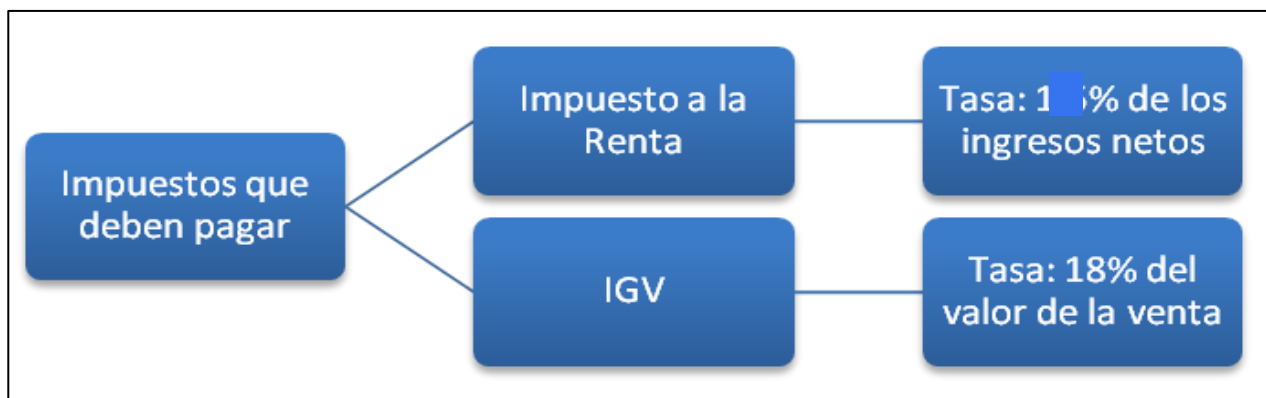 Impuestos que
deben pagar
Impuesto a la
Renta
Tasa: de los
ingresos netos
IGV
Tasa: 18% del
valor de la venta